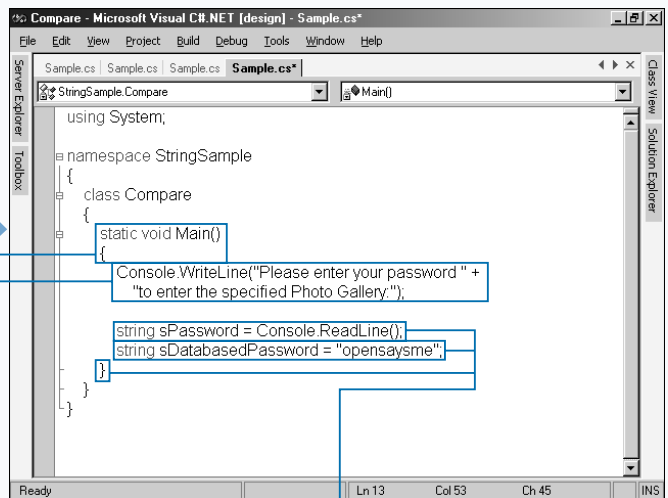 Compare - Microsoft Visual C#.NET [design] - Sample.cs*
File Edit View Project Build Debug Tools Window Help
Sample.cs Sample.cs Sample.cs Sample.cs*
StringSample.Compare Main()
Server Explorer
Toolbox
Class View
Solution Explorer
using System;
namespace StringSample
{
class Compare
{
static void Main()
{
Console.WriteLine("Please enter your password " +
"to enter the specified Photo Gallery:");
string sPassword = Console.ReadLine();
string sDatabasedPassword = "opensaysme";
}
}
}
Ready Ln 13 Col 53 Ch 45 INS